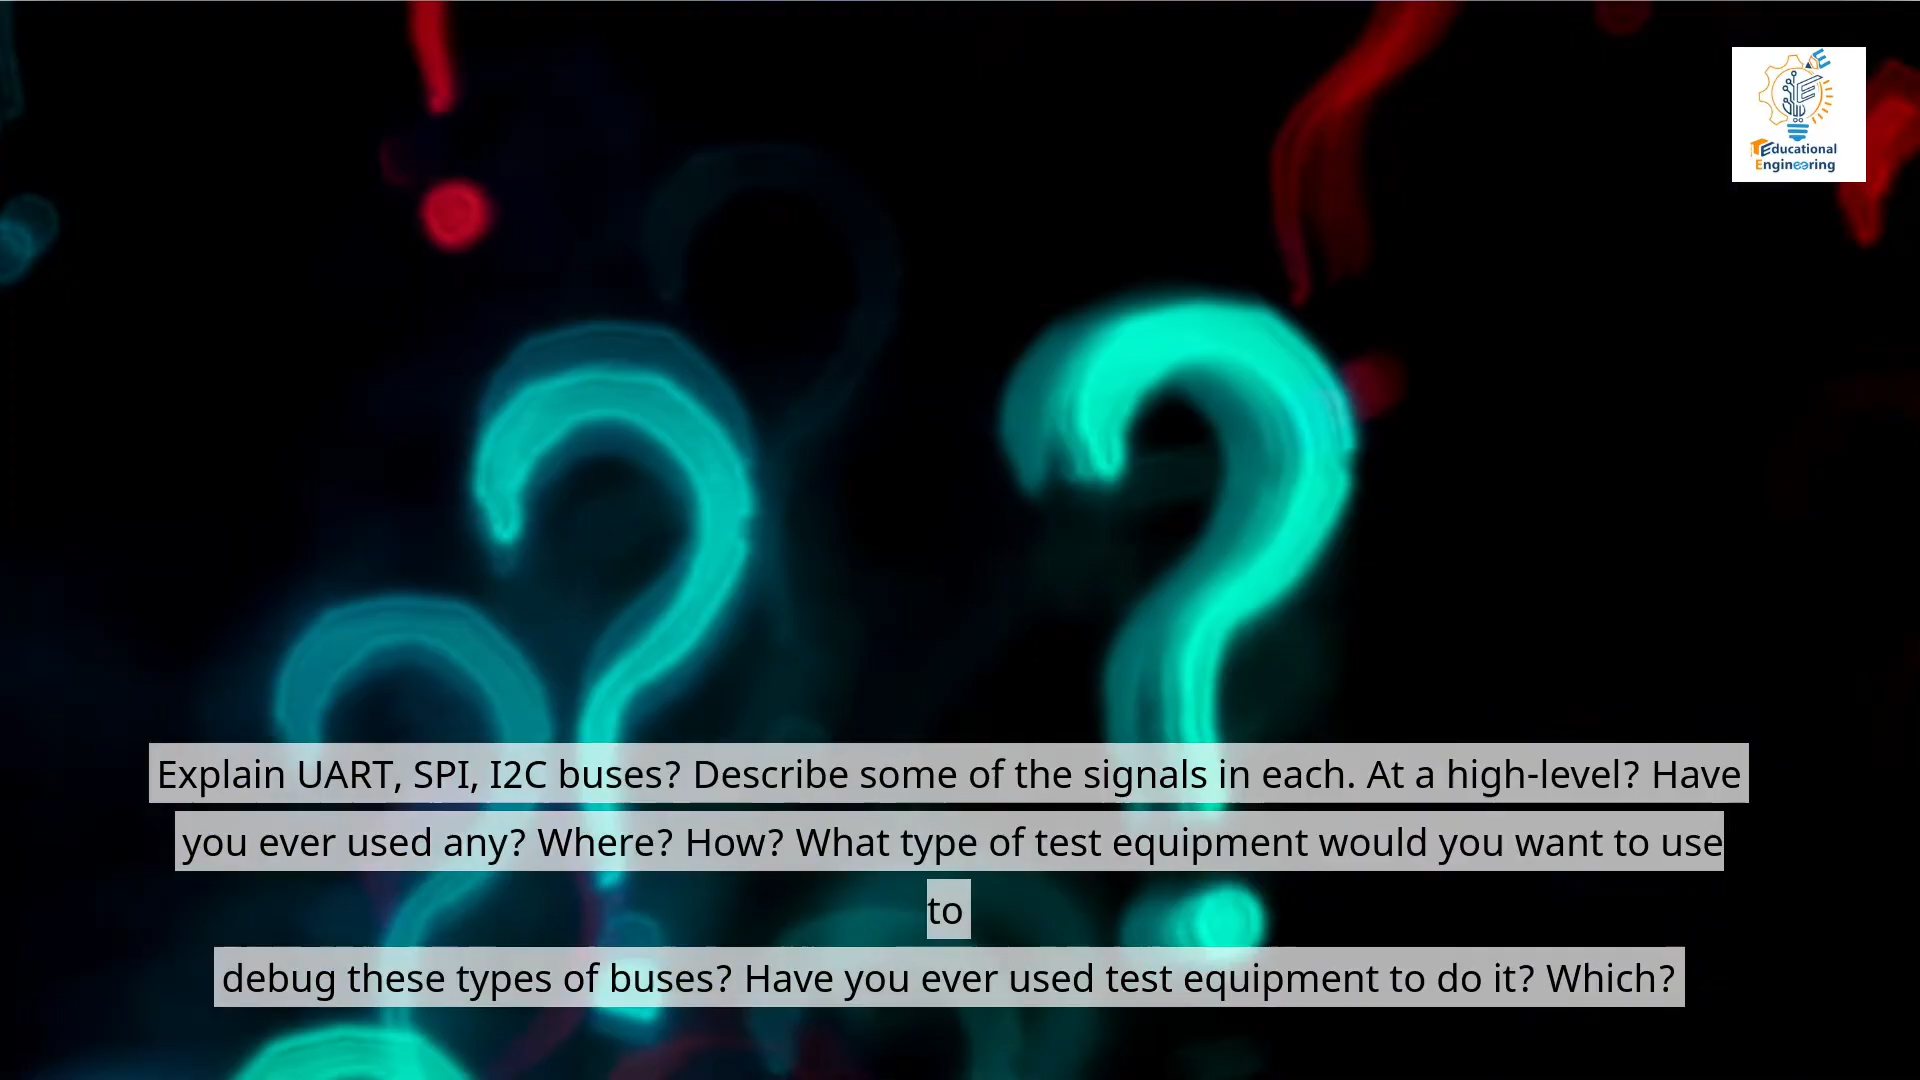 Educational
Engineering
Explain UART, SPI, I2C buses? Describe some of the signals in each. At a high-level? Have
you ever used any? Where? How? What type of test equipment would you want to use
to
debug these types of buses? Have you ever used test equipment to do it? Which?